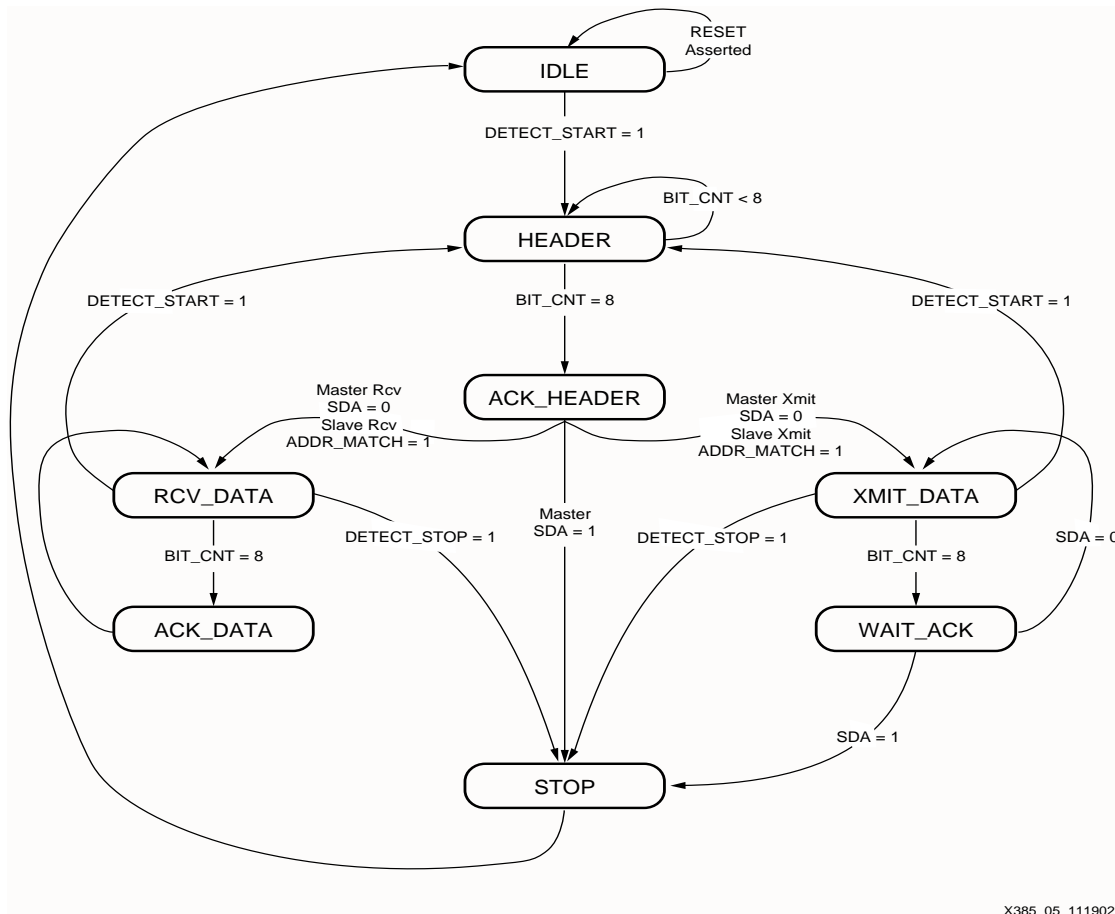 RESET
Asserted
IDLE
DETECT_START = 1
BIT_CNT < 8
HEADER
DETECT_START = 1
BIT_CNT = 8
DETECT_START = 1
Master Rcv
SDA = 0
Slave Rcv
ADDR_MATCH = 1
ACK_HEADER
Master Xmit
SDA = 0
Slave Xmit
ADDR_MATCH = 1
RCV_DATA
XMIT_DATA
Master
SDA = 1
DETECT_STOP = 1
DETECT_STOP = 1
SDA = 0
BIT_CNT = 8
BIT_CNT = 8
ACK_DATA
WAIT_ACK
SDA = 1
STOP
X385_05_111902